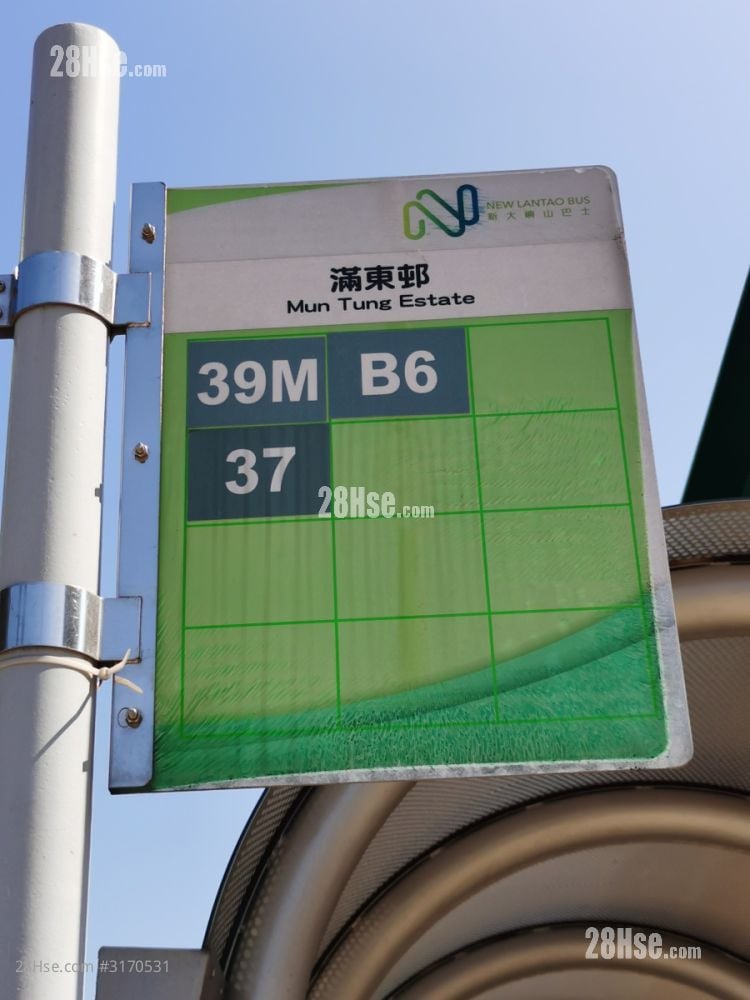 28Hse.com
NEW LANTAO BUS
新大嶼山巴士
滿東邨
Mun Tung Estate
39M B6
37
28Hse.com
28Hse.com
28Hse.com #3170531